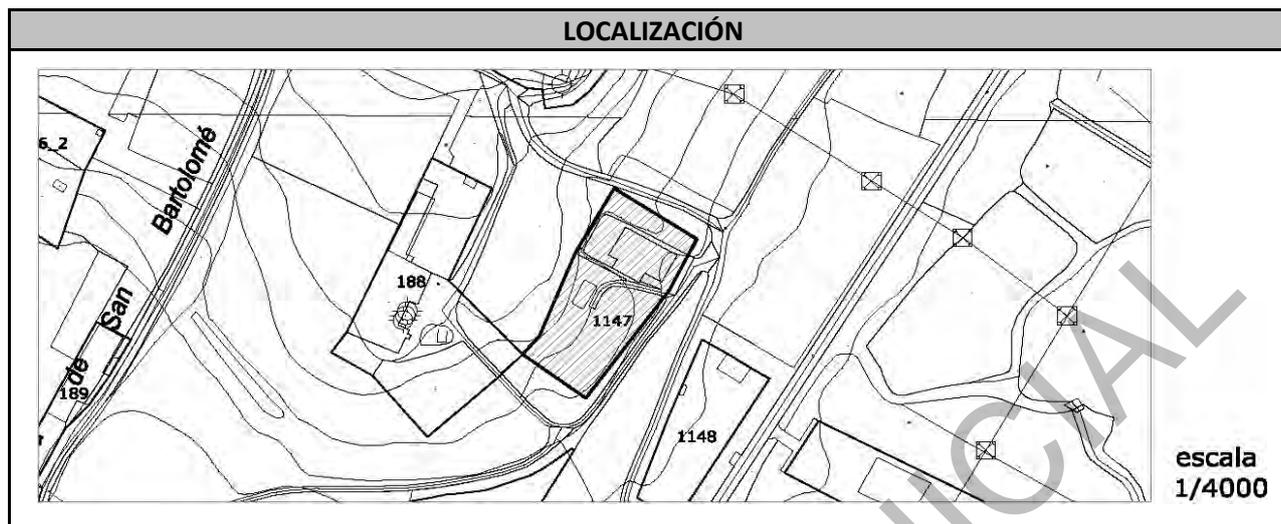 LOCALIZACIÓN
6_2
Bartolomé
San
de
188
1147
189
1148
escala
1/4000